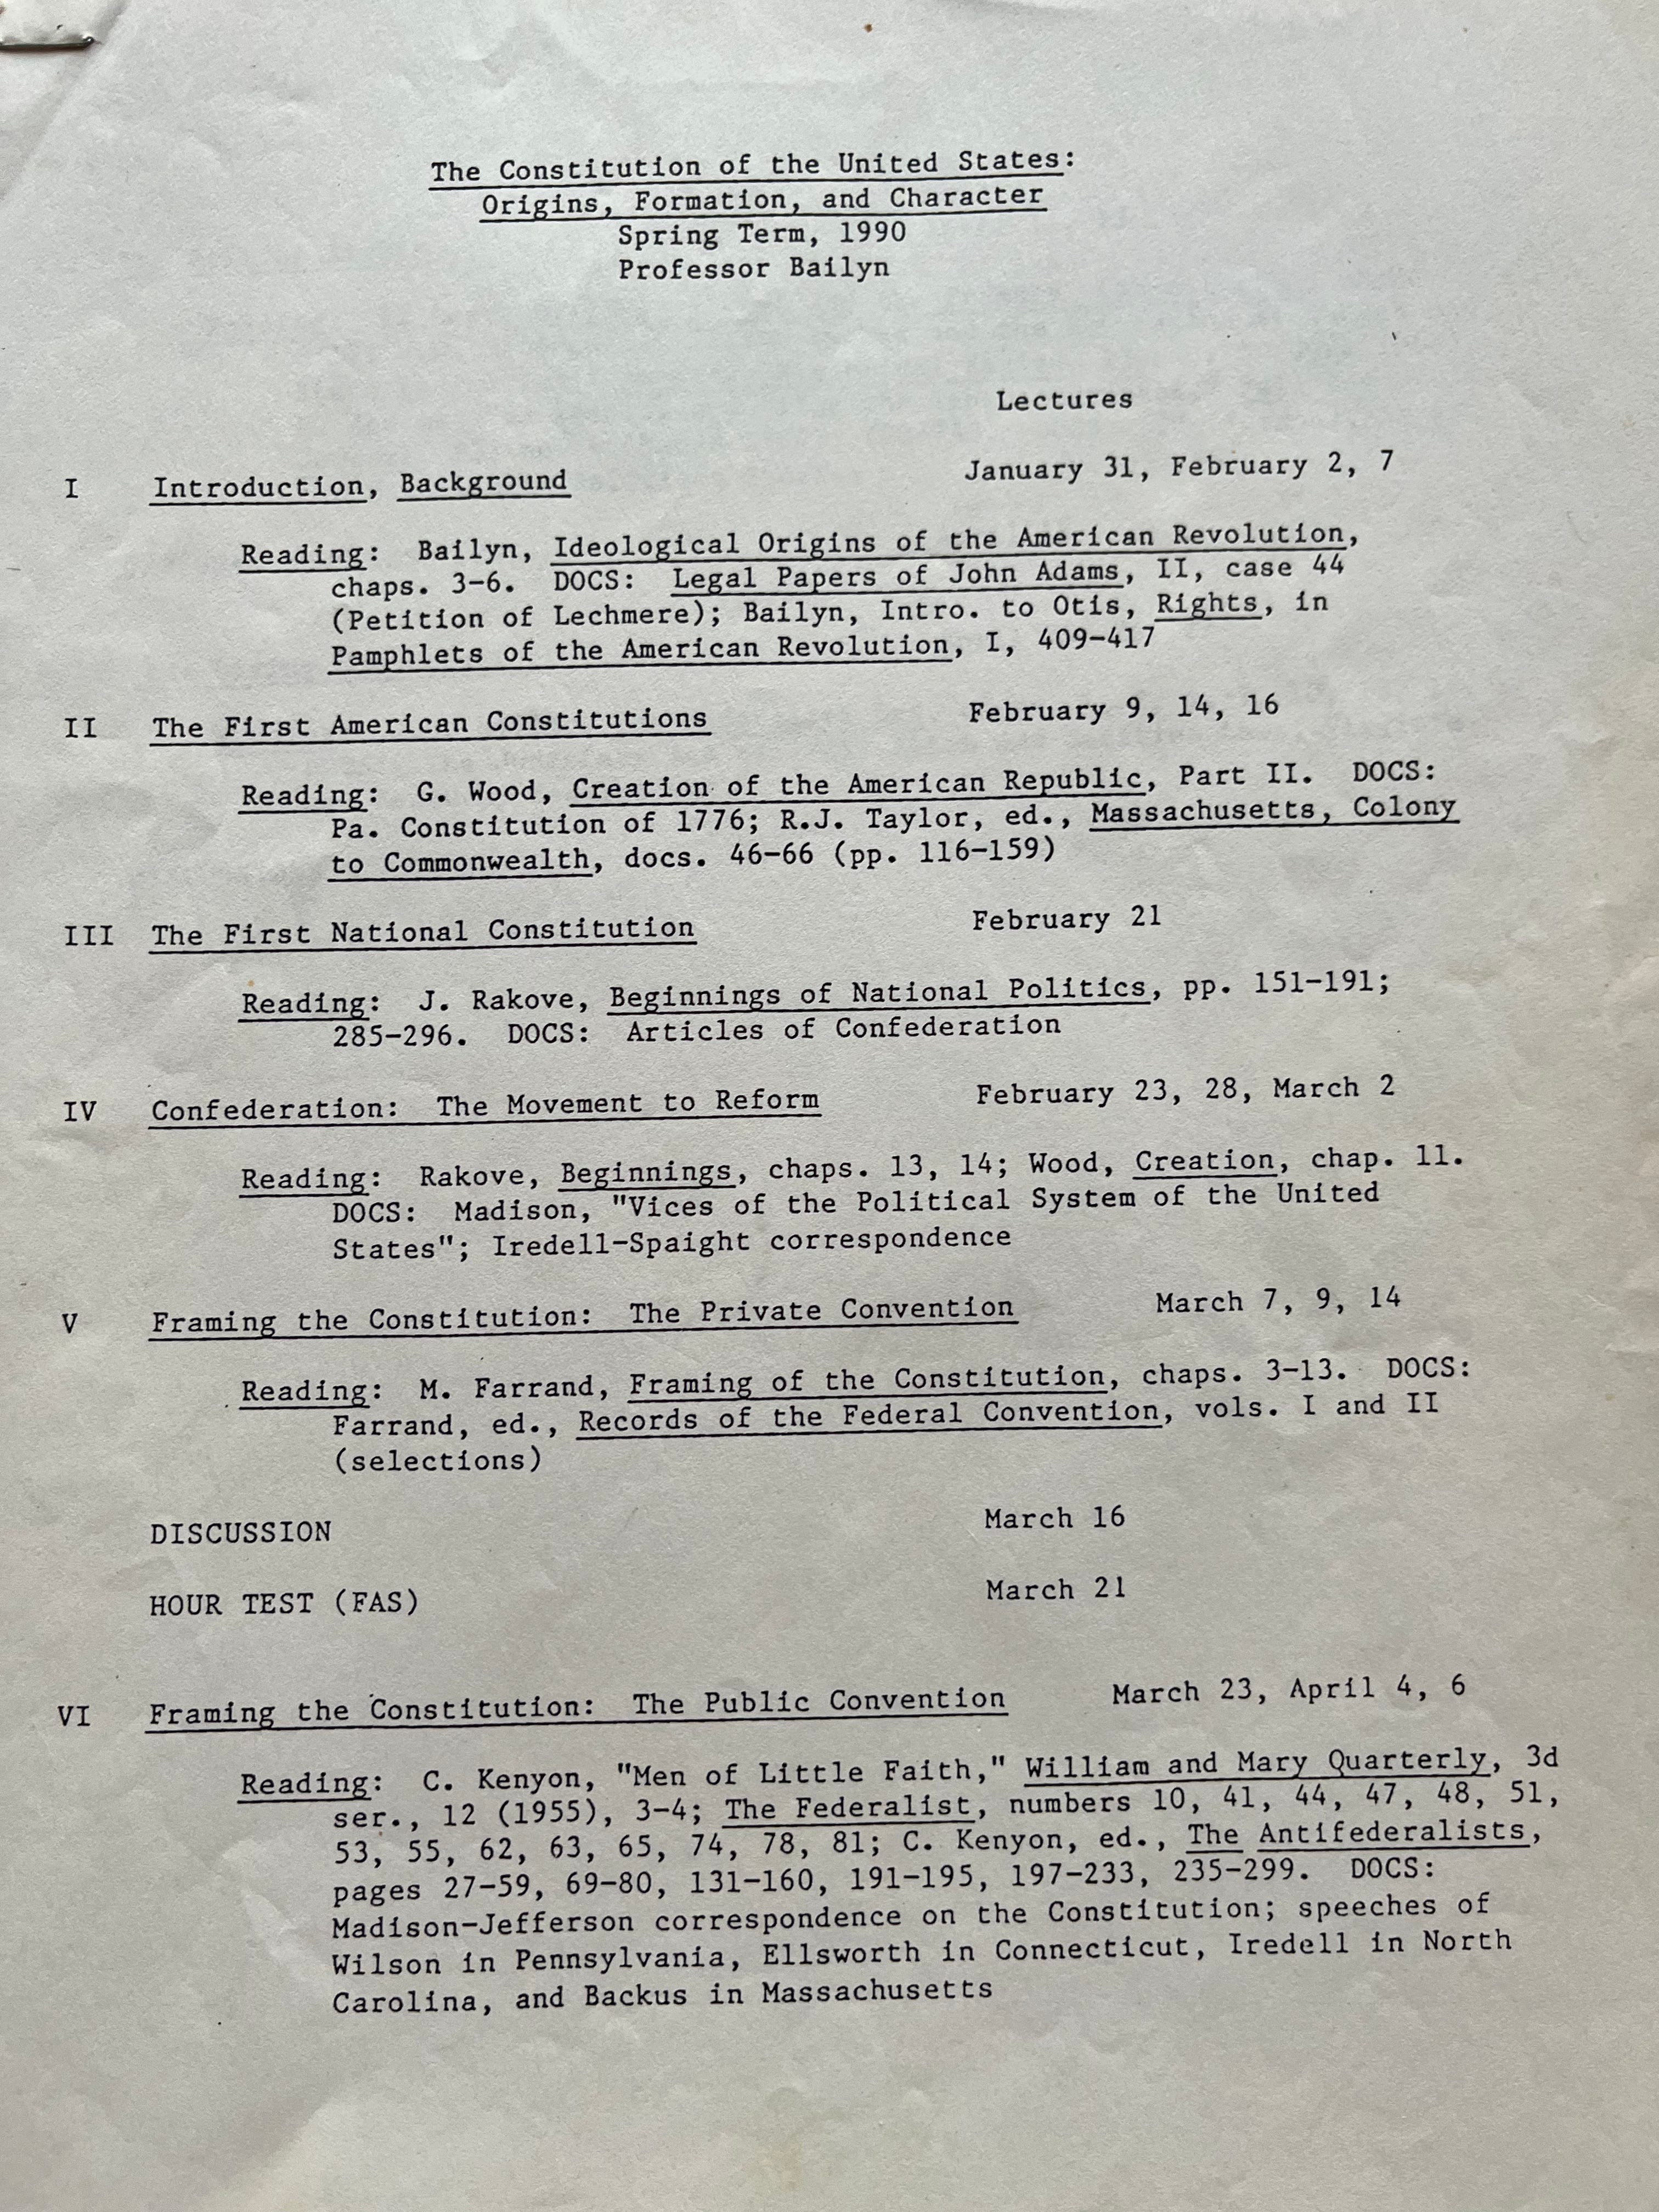 The Constitution of the United States:
Origins, Formation, and Character
Spring Term, 1990
Professor Bailyn
Lectures
I Introduction, Background January 31, February 2, 7
Reading: Bailyn, Ideological Origins of the American Revolution,
chaps. 3-6. DOCS: Legal Papers of John Adams, II, case 44
(Petition of Lechmere); Bailyn, Intro. to Otis, Rights, in
Pamphlets of the American Revolution, I, 409-417
II The First American Constitutions February 9, 14, 16
Reading: G. Wood, Creation of the American Republic, Part II. DOCS:
Pa. Constitution of 1776; R.J. Taylor, ed., Massachusetts, Colony
to Commonwealth, docs. 46-66 (pp. 116-159)
III The First National Constitution February 21
Reading: J. Rakove, Beginnings of National Politics, pp. 151-191;
285-296. DOCS: Articles of Confederation
IV Confederation: The Movement to Reform February 23, 28, March 2
Reading: Rakove, Beginnings, chaps. 13, 14; Wood, Creation, chap. 11.
DOCS: Madison, "Vices of the Political System of the United
States"; Iredell-Spaight correspondence
V Framing the Constitution: The Private Convention March 7, 9, 14
Reading: M. Farrand, Framing of the Constitution, chaps. 3-13. DOCS:
Farrand, ed., Records of the Federal Convention, vols. I and II
(selections)
DISCUSSION March 16
HOUR TEST (FAS) March 21
VI Framing the Constitution: The Public Convention March 23, April 4, 6
Reading: C. Kenyon, "Men of Little Faith," William and Mary Quarterly, 3d
ser., 12 (1955), 3-4; The Federalist, numbers 10, 41, 44, 47, 48, 51,
53, 55, 62, 63, 65, 74, 78, 81; C. Kenyon, ed., The Antifederalists,
pages 27-59, 69-80, 131-160, 191-195, 197-233, 235-299. DOCS:
Madison-Jefferson correspondence on the Constitution; speeches of
Wilson in Pennsylvania, Ellsworth in Connecticut, Iredell in North
Carolina, and Backus in Massachusetts